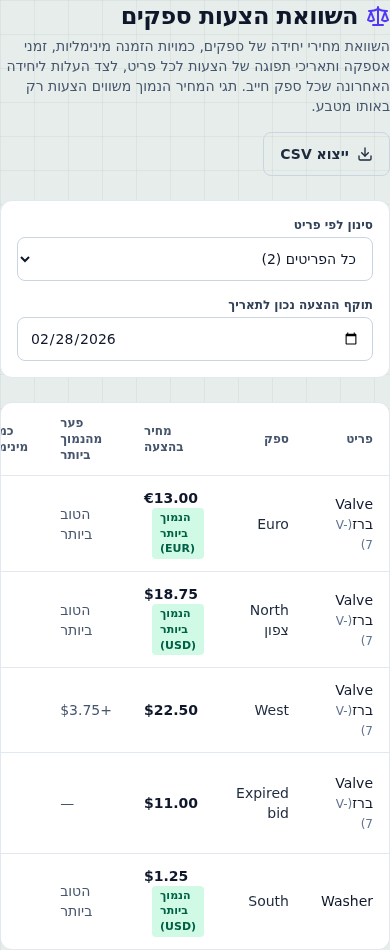 השוואת הצעות ספקים
השוואת מחירי יחידה של ספקים, כמויות הזמנה מינימליות, זמני
אספקה ותאריכי תפוגה של הצעות לכל פריט, לצד העלות ליחידה
האחרונה שכל ספק חייב. תגי המחיר הנמוך משווים הצעות רק
באותו מטבע.
ייצוא CSV
סינון לפי פריט
כל הפריטים (2)
תוקף ההצעה נכון לתאריך
02/28/2026
פריט
ספק
מחיר
בהצעה
פער
מהנמוך
ביותר
Valve
ברז(V-
7)
Euro
€13.00
הנמוך
ביותר
(EUR)
הטוב
ביותר
Valve
ברז(V-
7)
North
צפון
$18.75
הנמוך
ביותר
(USD)
הטוב
ביותר
Valve
ברז(V-
7)
West
$22.50
$3.75+
Valve
ברז(V-
7)
Expired
bid
$11.00
—
Washer
South
$1.25
הנמוך
ביותר
(USD)
הטוב
ביותר